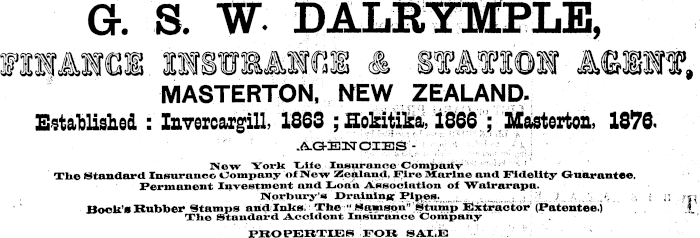 G. S. W. DALRYMPLE,
FINANCE INSURANCE & STATION AGENT,
MASTERTON, NEW ZEALAND.
Established : Invercargill, 1863 ; Hokitika, 1866 ; Masterton, 1876.
.AGENCIES -
New York Life Insurance Company
The Standard Insurance Company of New Zealand, Fire Marine and Fidelity Guarantee.
Permanent Investment and Loan Association of Wairarapa.
Norbury's Draining Pipes.
Bock's Rubber Stamps and Inks. The "Samson" Stump Extractor (Patentee.)
The Standard Accident Insurance Company
PROPERTIES FOR SALE